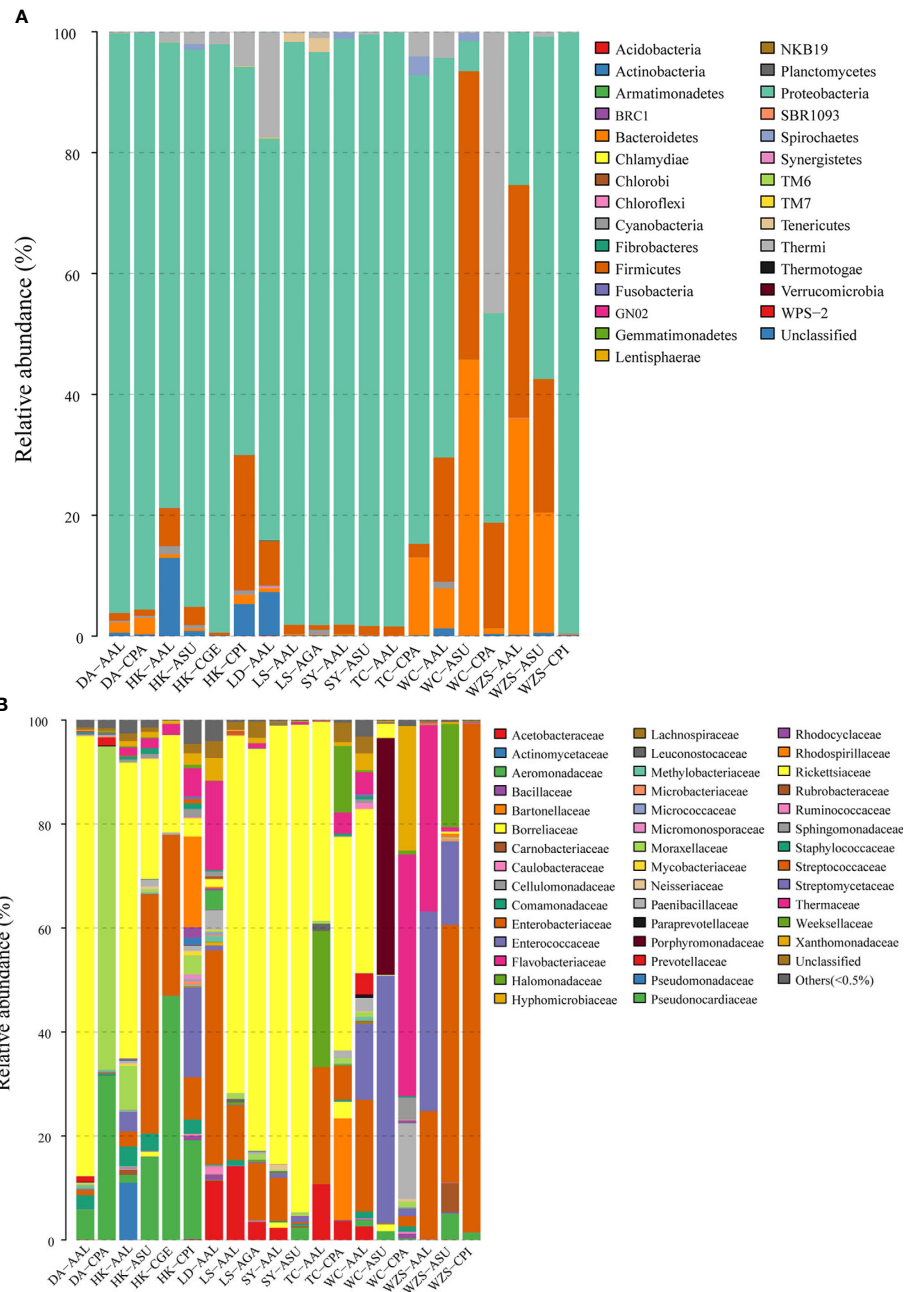 A
Relative abundance (%)
100
80
60
40
20
0
DA−AAL
DA−CPA
HK−AAL
HK−ASU
HK−CGE
HK−CPI
LD−AAL
LS−AAL
LS−AGA
SY−AAL
SY−ASU
TC−AAL
TC−CPA
WC−AAL
WC−ASU
WC−CPA
WZS−AAL
WZS−ASU
WZS−CPI
Acidobacteria
Actinobacteria
Armatimonadetes
BRC1
Bacteroidetes
Chlamydiae
Chlorobi
Chloroflexi
Cyanobacteria
Fibrobacteres
Firmicutes
Fusobacteria
GN02
Gemmatimonadetes
Lentisphaerae
NKB19
Planctomycetes
Proteobacteria
SBR1093
Spirochaetes
Synergistetes
TM6
TM7
Tenericutes
Thermi
Thermotogae
Verrucomicrobia
WPS−2
Unclassified
B
Relative abundance (%)
100
80
60
40
20
0
DA−AAL
DA−CPA
HK−AAL
HK−ASU
HK−CGE
HK−CPI
LD−AAL
LS−AAL
LS−AGA
SY−AAL
SY−ASU
TC−AAL
TC−CPA
WC−AAL
WC−ASU
WC−CPA
WZS−AAL
WZS−ASU
WZS−CPI
Acetobacteraceae
Actinomycetaceae
Aeromonadaceae
Bacillaceae
Bartonellaceae
Borreliaceae
Carnobacteriaceae
Caulobacteraceae
Cellulomonadaceae
Comamonadaceae
Enterobacteriaceae
Enterococcaceae
Flavobacteriaceae
Halomonadaceae
Hyphomicrobiaceae
Lachnospiraceae
Leuconostocaceae
Methylobacteriaceae
Microbacteriaceae
Micrococcaceae
Micromonosporaceae
Moraxellaceae
Mycobacteriaceae
Neisseriaceae
Paenibacillaceae
Paraprevotellaceae
Porphyromonadaceae
Prevotellaceae
Pseudomonadaceae
Pseudonocardiaceae
Rhodocyclaceae
Rhodospirillaceae
Rickettsiaceae
Rubrobacteraceae
Ruminococcaceae
Sphingomonadaceae
Staphylococcaceae
Streptococcaceae
Streptomycetaceae
Thermaceae
Weeksellaceae
Xanthomonadaceae
Unclassified
Others(<0.5%)